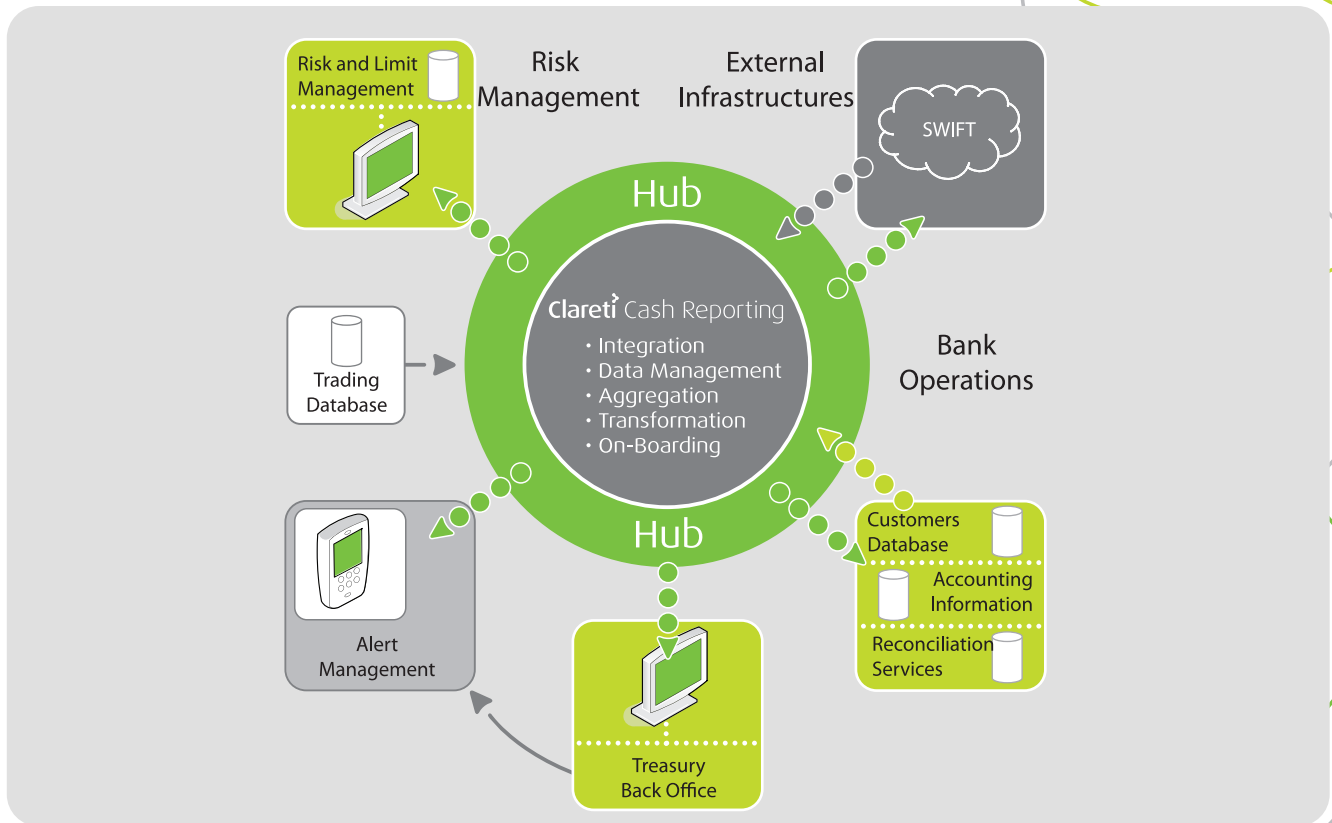 Risk and Limit
Management
Risk
Management
External
Infrastructures
SWIFT
Hub
Clareti Cash Reporting
• Integration
• Data Management
• Aggregation
• Transformation
• On-Boarding
Trading
Database
Bank
Operations
Hub
Customers
Database
Accounting
Information
Reconciliation
Services
Alert
Management
Treasury
Back Office